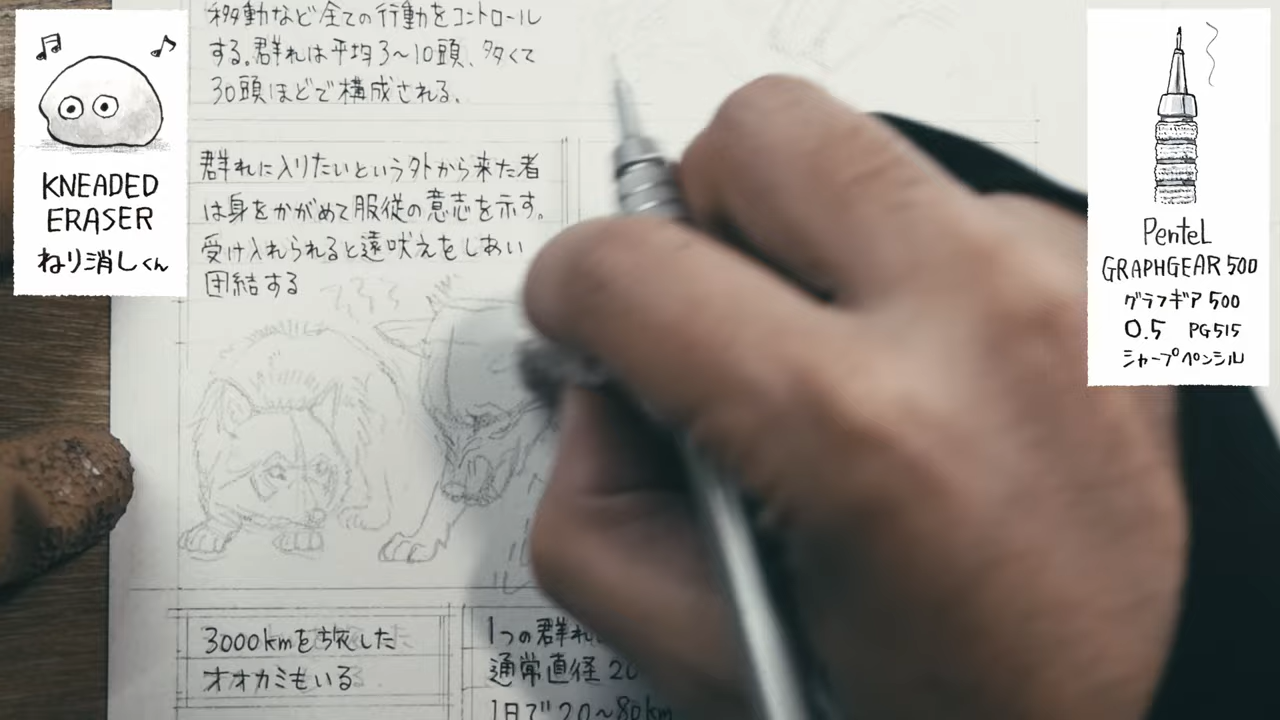 移動など全ての行動をコントロール
する。群れは平均3〜10頭、多くて
30頭ほどで構成される。
群れに入りたいという外から来た者
は身をかがめて服従の意志を示す。
受け入れられると遠吠えをしあい
団結する
3000kmを旅した
オオカミもいる
1つの群れ
通常直径20
1日で20~80km
KNEADED
ERASER
ねり消しくん
PenteL
GRAPHGEAR 500
グラフギア 500
0.5 PG515
シャープペンシル